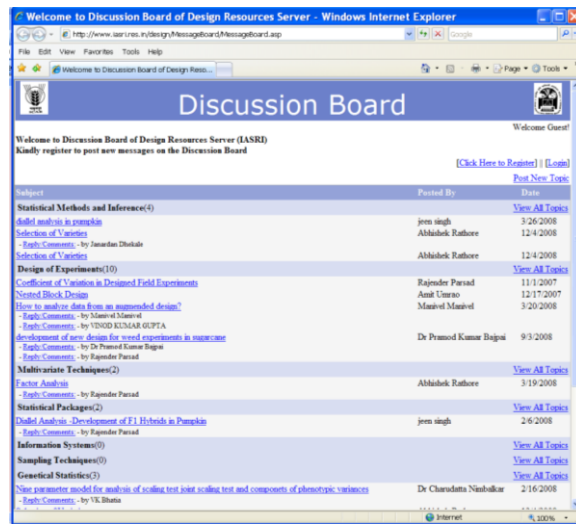 Welcome to Discussion Board of Design Resources Server - Windows Internet Explorer
http://www.iasri.res.in/design/MessageBoard/MessageBoard.asp
Google
File Edit View Favorites Tools Help
Welcome to Discussion Board of Design Reso...
Page Tools
Discussion Board
Welcome Guest!
Welcome to Discussion Board of Design Resources Server (IASRI)
Kindly register to post new messages on the Discussion Board
[Click Here to Register] || [Login]
Post New Topic
Subject Posted By Date
Statistical Methods and Inference(4) View All Topics
diallel analysis in pumpkin jeen singh 3/26/2008
Selection of Varieties Abhishek Rathore 12/4/2008
- Reply/Comments: - by Janardan Dhekale
Selection of Varieties Abhishek Rathore 12/4/2008
Design of Experiments(10) View All Topics
Coefficient of Variation in Designed Field Experiments Rajender Parsad 11/1/2007
Nested Block Design Amit Umrao 12/17/2007
How to analyze data from an augmented design? Manivel Manivel 3/20/2008
- Reply/Comments: - by Manivel Manivel
- Reply/Comments: - by VINOD KUMAR GUPTA
development of new design for weed experiments in sugarcane Dr Pramod Kumar Bajpai 9/3/2008
- Reply/Comments: - by Dr Pramod Kumar Bajpai
- Reply/Comments: - by Rajender Parsad
Multivariate Techniques(2) View All Topics
Factor Analysis Abhishek Rathore 3/19/2008
- Reply/Comments: - by Rajender Parsad
Statistical Packages(2) View All Topics
Diallel Analysis -Development of F1 Hybrids in Pumpkin jeen singh 2/6/2008
- Reply/Comments: - by Rajender Parsad
Information Systems(0) View All Topics
Sampling Techniques(0) View All Topics
Genetical Statistics(3) View All Topics
Nine parameter model for analysis of scaling test joint scaling test and componets of phenotypic variances Dr Charudatta Nimbalkar 2/16/2008
- Reply/Comments: - by VK Bhatia
Internet 100%